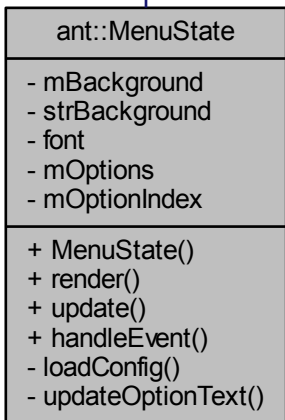 ant::MenuState
- mBackground
- strBackground
- font
- mOptions
- mOptionIndex
+ MenuState()
+ render()
+ update()
+ handleEvent()
- loadConfig()
- updateOptionText()